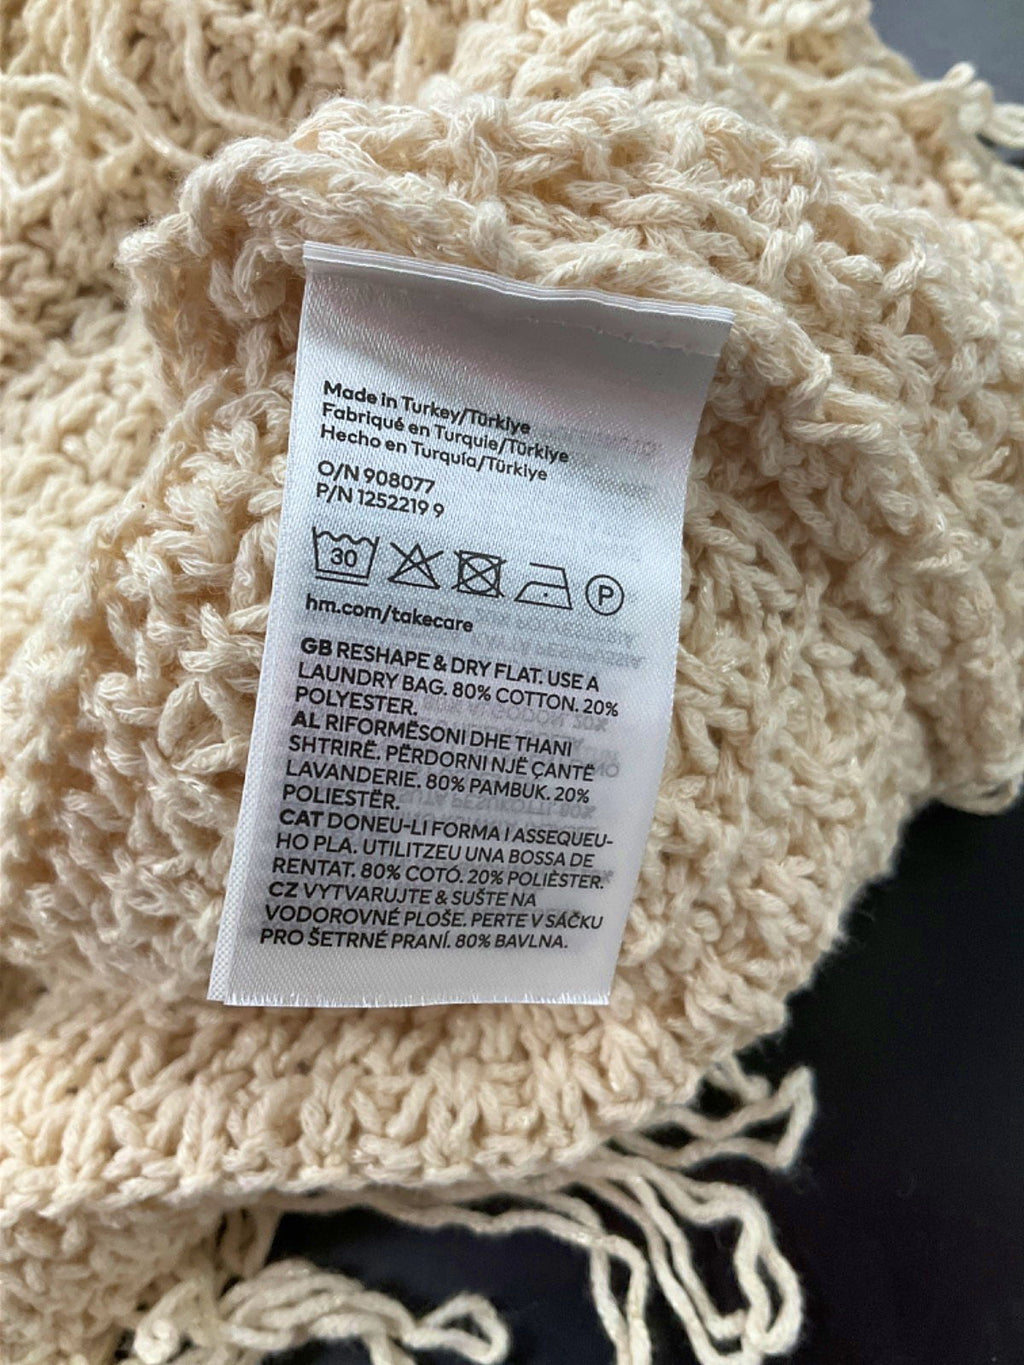 Made in Turkey/Türkiye
Fabriqué en Turquie/Türkiye
Hecho en Turquía/Türkiye
O/N 908077
P/N 1252219 9
30 P
hm.com/takecare
GB RESHAPE & DRY FLAT. USE A
LAUNDRY BAG. 80% COTTON. 20%
POLYESTER.
AL RIFORMËSONI DHE THANI
SHTRIRË. PËRDORNI NJË ÇANTË
LAVANDERIE. 80% PAMBUK. 20%
POLIESTËR.
CAT DONEU-LI FORMA I ASSEQUEU-
HO PLA. UTILITZEU UNA BOSSA DE
RENTAT. 80% COTÓ. 20% POLIÈSTER.
CZ VYTVARUJTE & SUŠTE NA
VODOROVNÉ PLOŠE. PERTE V SÁČKU
PRO ŠETRNÉ PRANÍ. 80% BAVLNA.